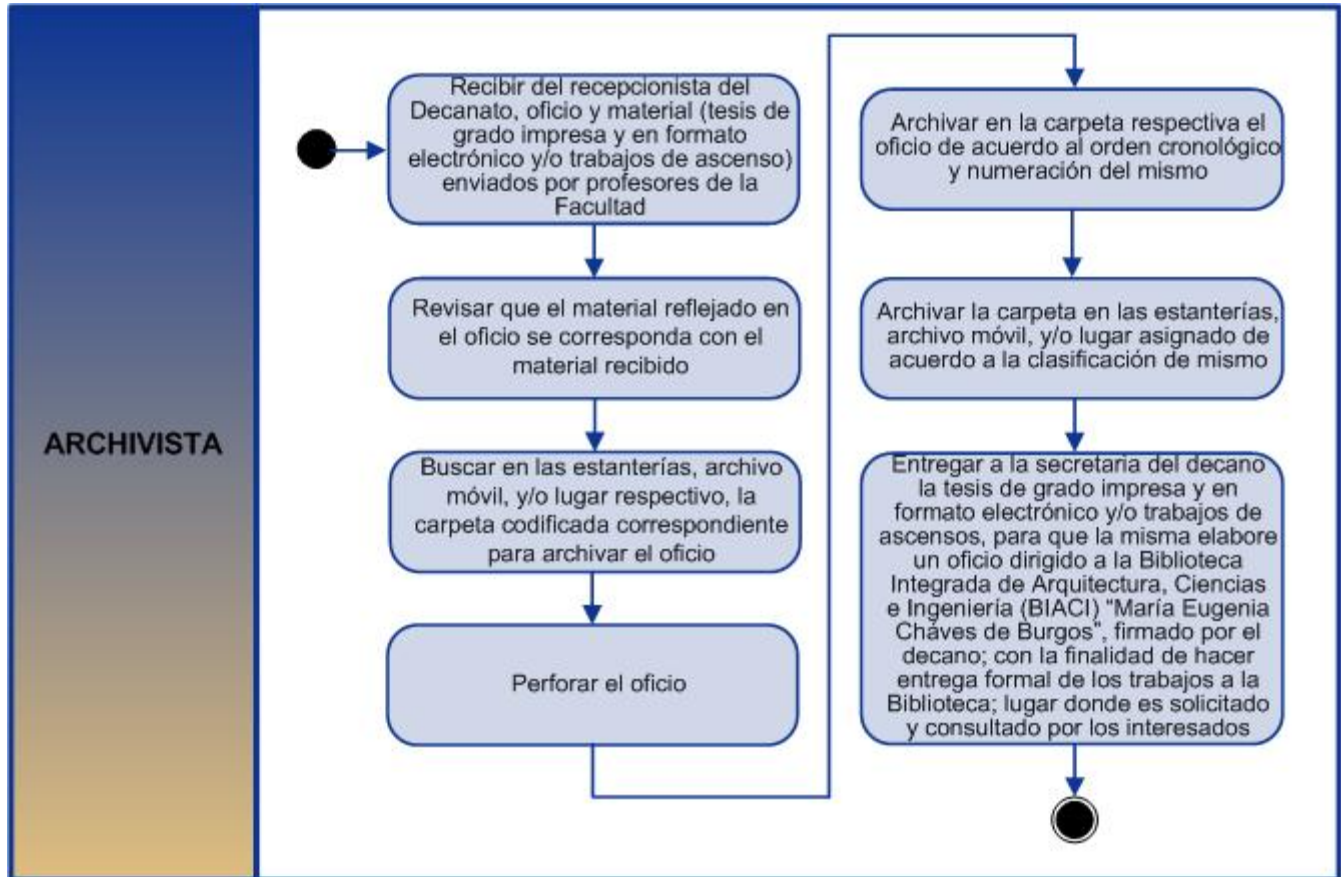 ARCHIVISTA
Recibir del recepcionista del
Decanato, oficio y material (tesis de
grado impresa y en formato
electrónico y/o trabajos de ascenso)
enviados por profesores de la
Facultad
Revisar que el material reflejado en
el oficio se corresponda con el
material recibido
Buscar en las estanterías, archivo
móvil, y/o lugar respectivo, la
carpeta codificada correspondiente
para archivar el oficio
Perforar el oficio
Archivar en la carpeta respectiva el
oficio de acuerdo al orden cronológico
y numeración del mismo
Archivar la carpeta en las estanterías,
archivo móvil, y/o lugar asignado de
acuerdo a la clasificación de mismo
Entregar a la secretaria del decano
la tesis de grado impresa y en
formato electrónico y/o trabajos de
ascensos, para que la misma elabore
un oficio dirigido a la Biblioteca
Integrada de Arquitectura, Ciencias
e Ingeniería (BIACI) "María Eugenia
Cháves de Burgos", firmado por el
decano; con la finalidad de hacer
entrega formal de los trabajos a la
Biblioteca; lugar donde es solicitado
y consultado por los interesados